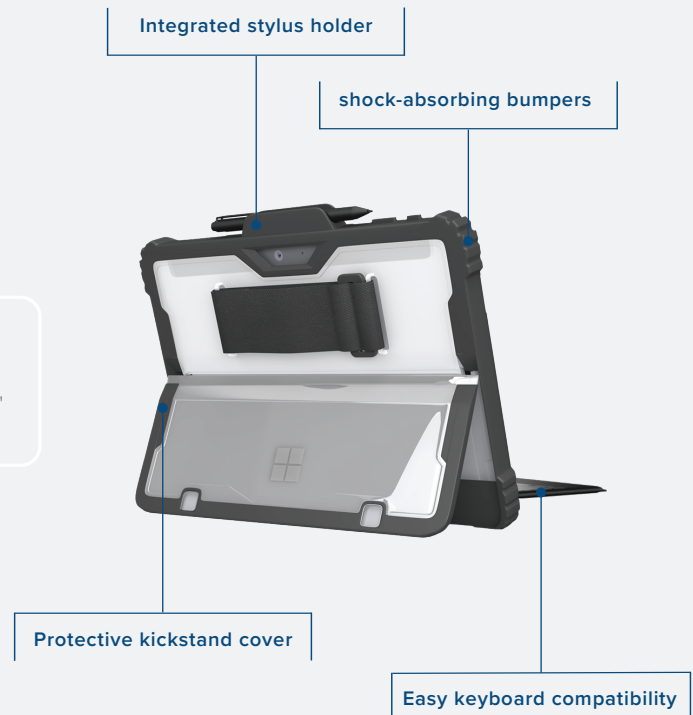 Integrated stylus holder
shock-absorbing bumpers
Protective kickstand cover
Easy keyboard compatibility